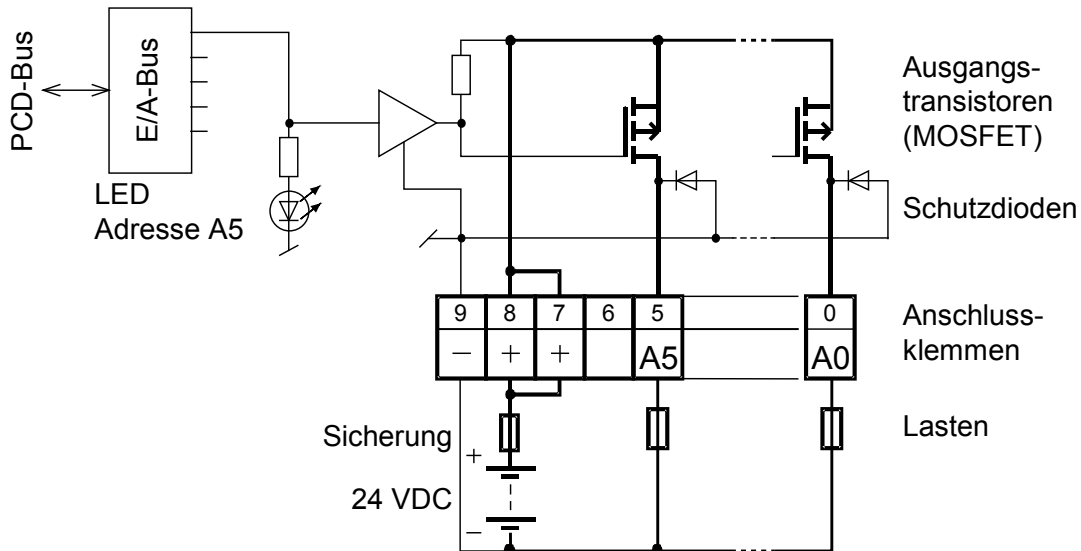 PCD-Bus
E/A-Bus
LED
Adresse A5
Ausgangs-
transistoren
(MOSFET)
Schutzdioden
9 8 7 6 5 0
– + + A5 A0
Anschluss-
klemmen
Sicherung
Lasten
+
24 VDC
–